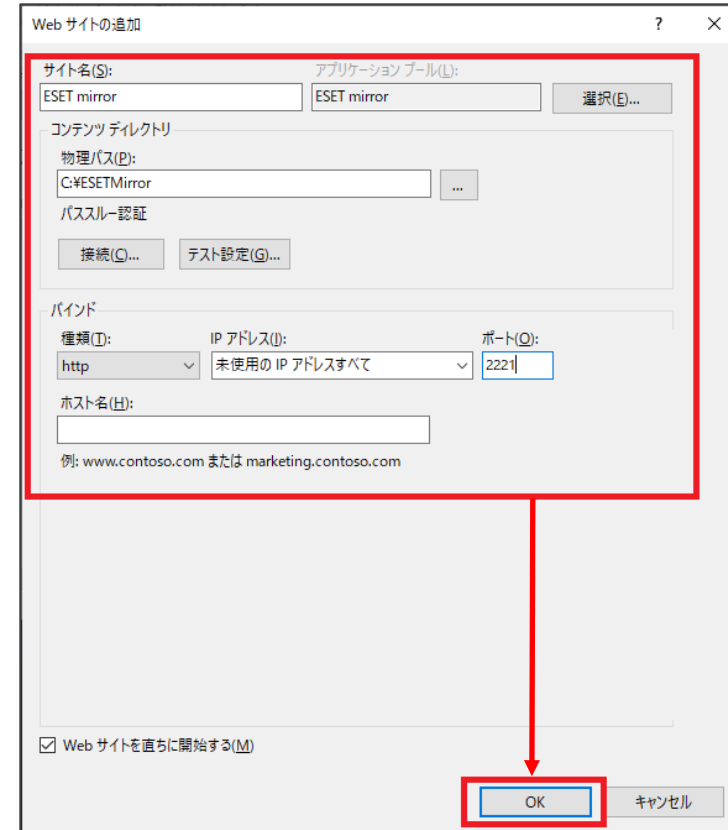 Web サイトの追加 ? ×
サイト名(S): アプリケーション プール(L):
ESET mirror ESET mirror 選択(E)...
コンテンツ ディレクトリ
物理パス(P):
C:¥ESETMirror ...
パススルー認証
接続(C)... テスト設定(G)...
バインド
種類(T): IP アドレス(I): ポート(O):
http 未使用の IP アドレスすべて 2221
ホスト名(H):
例: www.contoso.com または marketing.contoso.com
Web サイトを直ちに開始する(M)
OK キャンセル